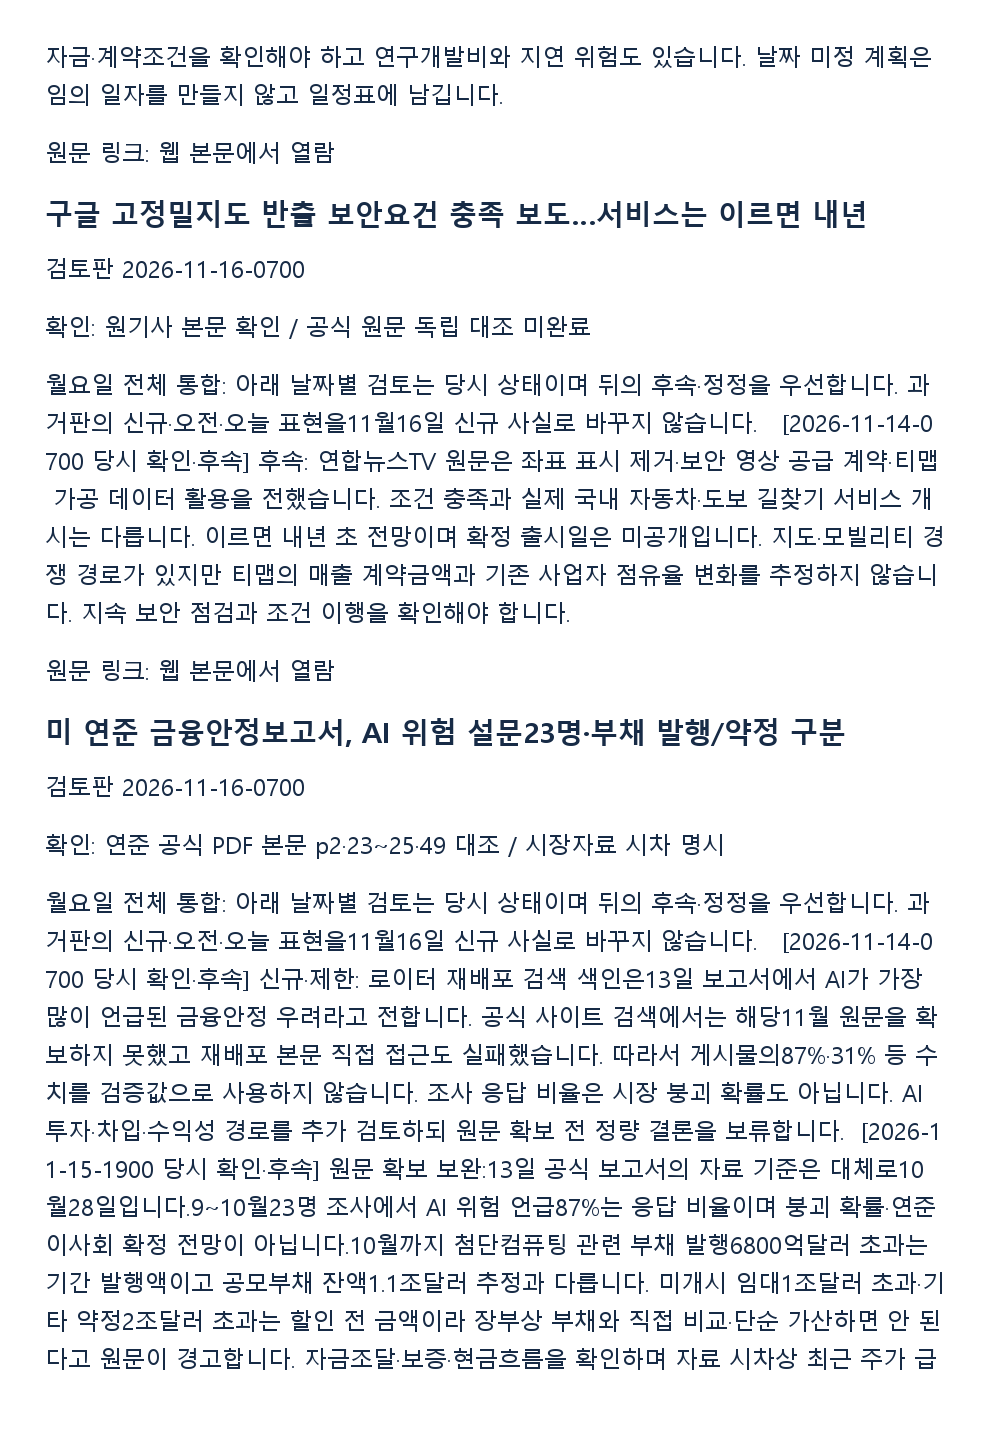 자금·계약조건을 확인해야 하고 연구개발비와 지연 위험도 있습니다. 날짜 미정 계획은
임의 일자를 만들지 않고 일정표에 남깁니다.
원문 링크: 웹 본문에서 열람
구글 고정밀지도 반출 보안요건 충족 보도…서비스는 이르면 내년
검토판 2026-11-16-0700
확인: 원기사 본문 확인 / 공식 원문 독립 대조 미완료
월요일 전체 통합: 아래 날짜별 검토는 당시 상태이며 뒤의 후속·정정을 우선합니다. 과
거판의 신규·오전·오늘 표현을11월16일 신규 사실로 바꾸지 않습니다.   [2026-11-14-0
700 당시 확인·후속] 후속: 연합뉴스TV 원문은 좌표 표시 제거·보안 영상 공급 계약·티맵
 가공 데이터 활용을 전했습니다. 조건 충족과 실제 국내 자동차·도보 길찾기 서비스 개
시는 다릅니다. 이르면 내년 초 전망이며 확정 출시일은 미공개입니다. 지도·모빌리티 경
쟁 경로가 있지만 티맵의 매출 계약금액과 기존 사업자 점유율 변화를 추정하지 않습니
다. 지속 보안 점검과 조건 이행을 확인해야 합니다.
원문 링크: 웹 본문에서 열람
미 연준 금융안정보고서, AI 위험 설문23명·부채 발행/약정 구분
검토판 2026-11-16-0700
확인: 연준 공식 PDF 본문 p2·23~25·49 대조 / 시장자료 시차 명시
월요일 전체 통합: 아래 날짜별 검토는 당시 상태이며 뒤의 후속·정정을 우선합니다. 과
거판의 신규·오전·오늘 표현을11월16일 신규 사실로 바꾸지 않습니다.   [2026-11-14-0
700 당시 확인·후속] 신규·제한: 로이터 재배포 검색 색인은13일 보고서에서 AI가 가장
많이 언급된 금융안정 우려라고 전합니다. 공식 사이트 검색에서는 해당11월 원문을 확
보하지 못했고 재배포 본문 직접 접근도 실패했습니다. 따라서 게시물의87%·31% 등 수
치를 검증값으로 사용하지 않습니다. 조사 응답 비율은 시장 붕괴 확률도 아닙니다. AI
투자·차입·수익성 경로를 추가 검토하되 원문 확보 전 정량 결론을 보류합니다.  [2026-1
1-15-1900 당시 확인·후속] 원문 확보 보완:13일 공식 보고서의 자료 기준은 대체로10
월28일입니다.9~10월23명 조사에서 AI 위험 언급87%는 응답 비율이며 붕괴 확률·연준
이사회 확정 전망이 아닙니다.10월까지 첨단컴퓨팅 관련 부채 발행6800억달러 초과는
기간 발행액이고 공모부채 잔액1.1조달러 추정과 다릅니다. 미개시 임대1조달러 초과·기
타 약정2조달러 초과는 할인 전 금액이라 장부상 부채와 직접 비교·단순 가산하면 안 된
다고 원문이 경고합니다. 자금조달·보증·현금흐름을 확인하며 자료 시차상 최근 주가 급